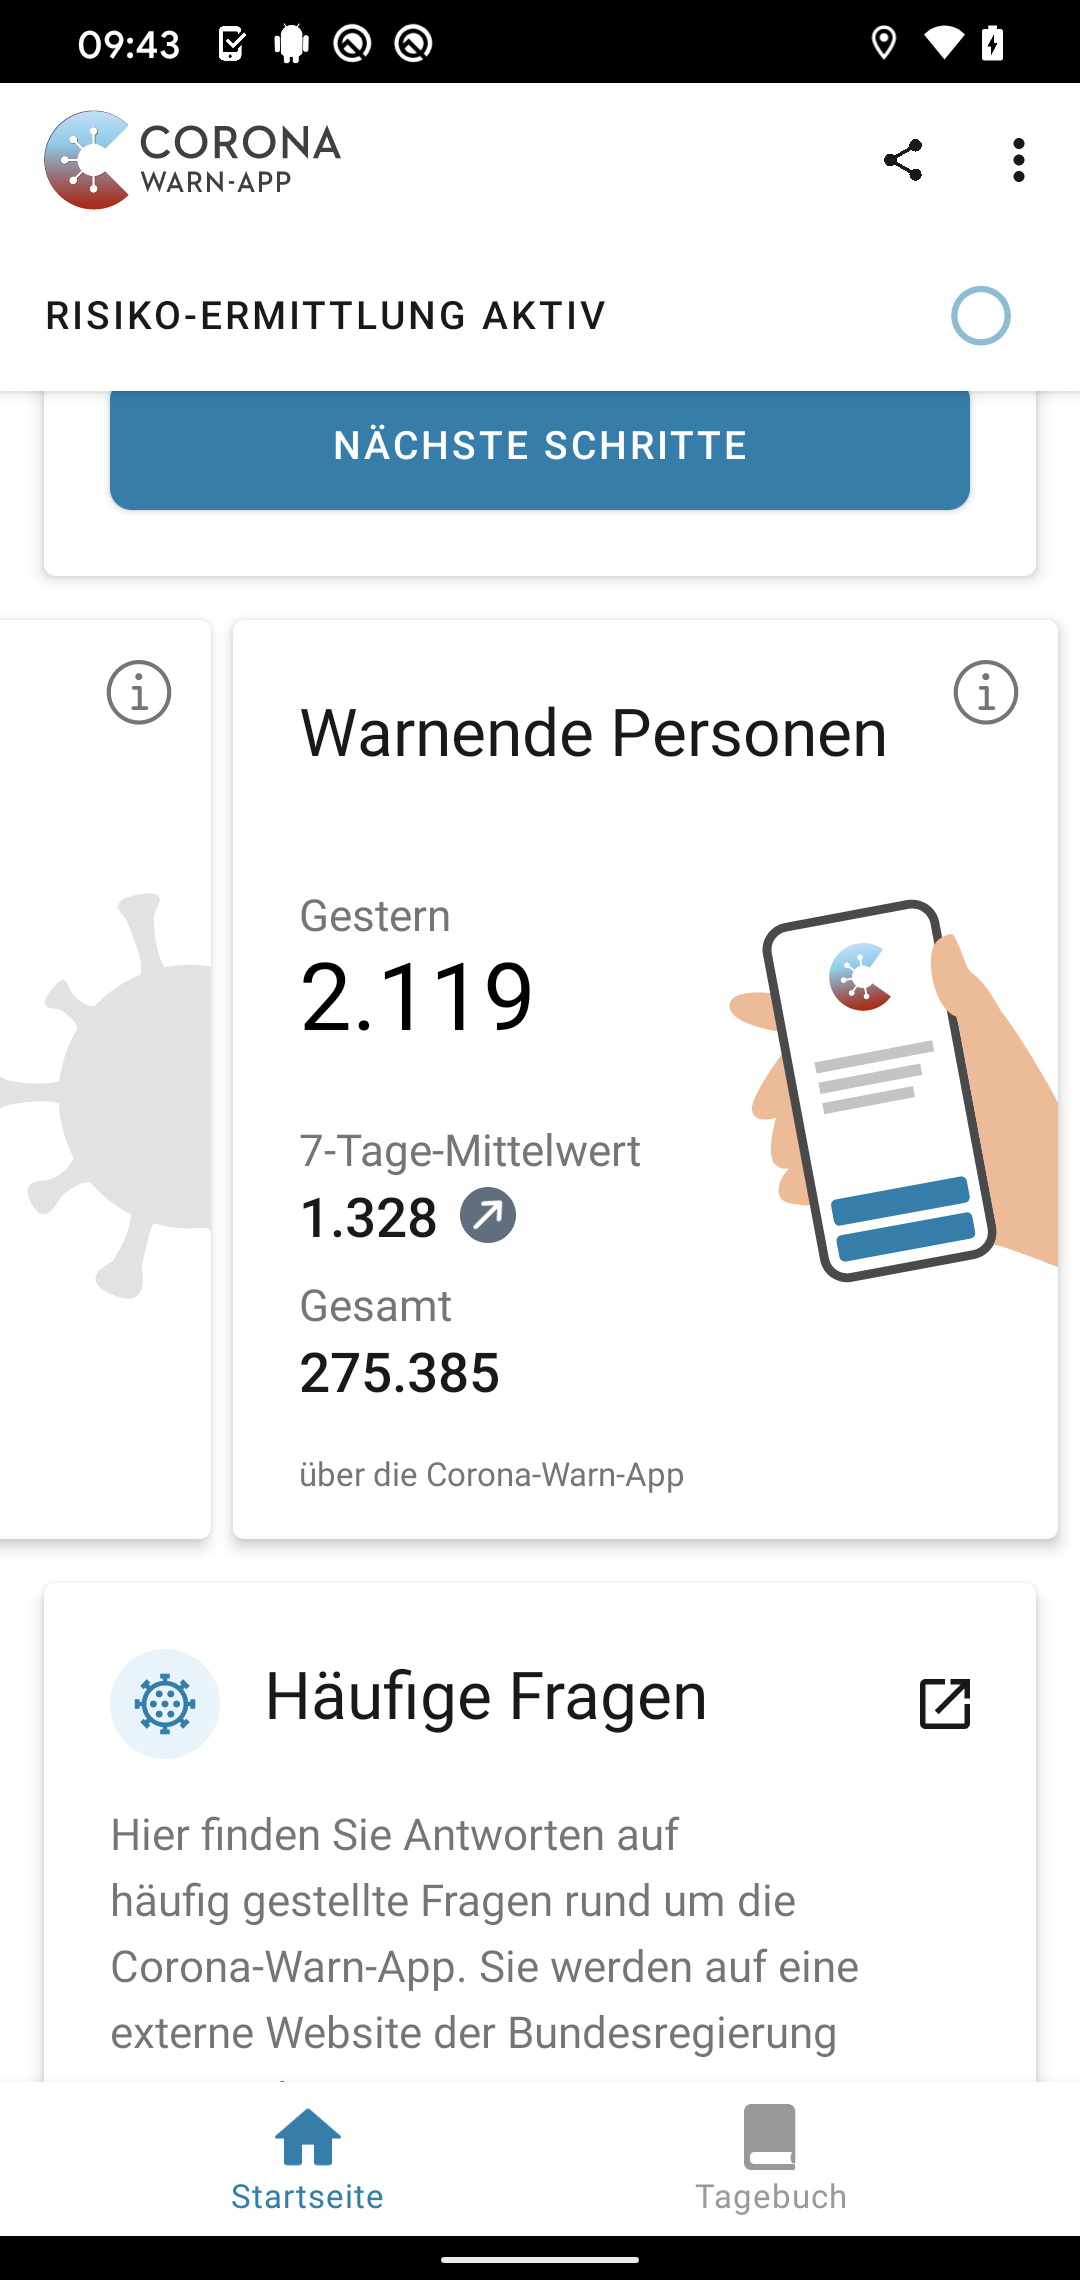 09:43
CORONA
WARN-APP
RISIKO-ERMITTLUNG AKTIV
NÄCHSTE SCHRITTE
Warnende Personen
Gestern
2.119
7-Tage-Mittelwert
1.328
Gesamt
275.385
über die Corona-Warn-App
Häufige Fragen
Hier finden Sie Antworten auf
häufig gestellte Fragen rund um die
Corona-Warn-App. Sie werden auf eine
externe Website der Bundesregierung
Startseite
Tagebuch